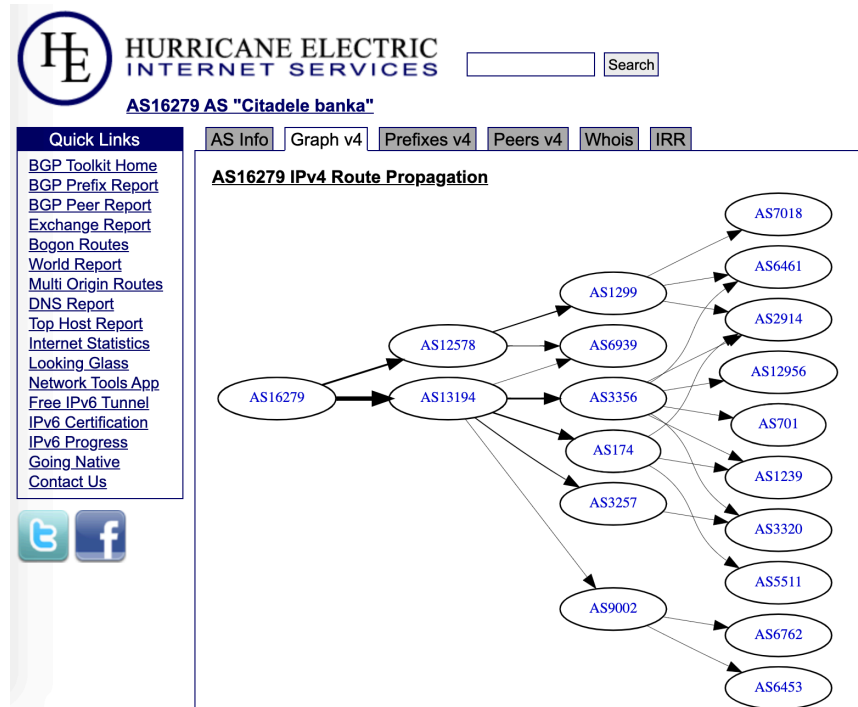 HE
HURRICANE ELECTRIC
INTERNET SERVICES
Search
AS16279 AS "Citadele banka"
Quick Links
BGP Toolkit Home
BGP Prefix Report
BGP Peer Report
Exchange Report
Bogon Routes
World Report
Multi Origin Routes
DNS Report
Top Host Report
Internet Statistics
Looking Glass
Network Tools App
Free IPv6 Tunnel
IPv6 Certification
IPv6 Progress
Going Native
Contact Us
AS Info Graph v4 Prefixes v4 Peers v4 Whois IRR
AS16279 IPv4 Route Propagation
AS16279
AS12578
AS13194
AS1299
AS6939
AS3356
AS174
AS3257
AS9002
AS7018
AS6461
AS2914
AS12956
AS701
AS1239
AS3320
AS5511
AS6762
AS6453